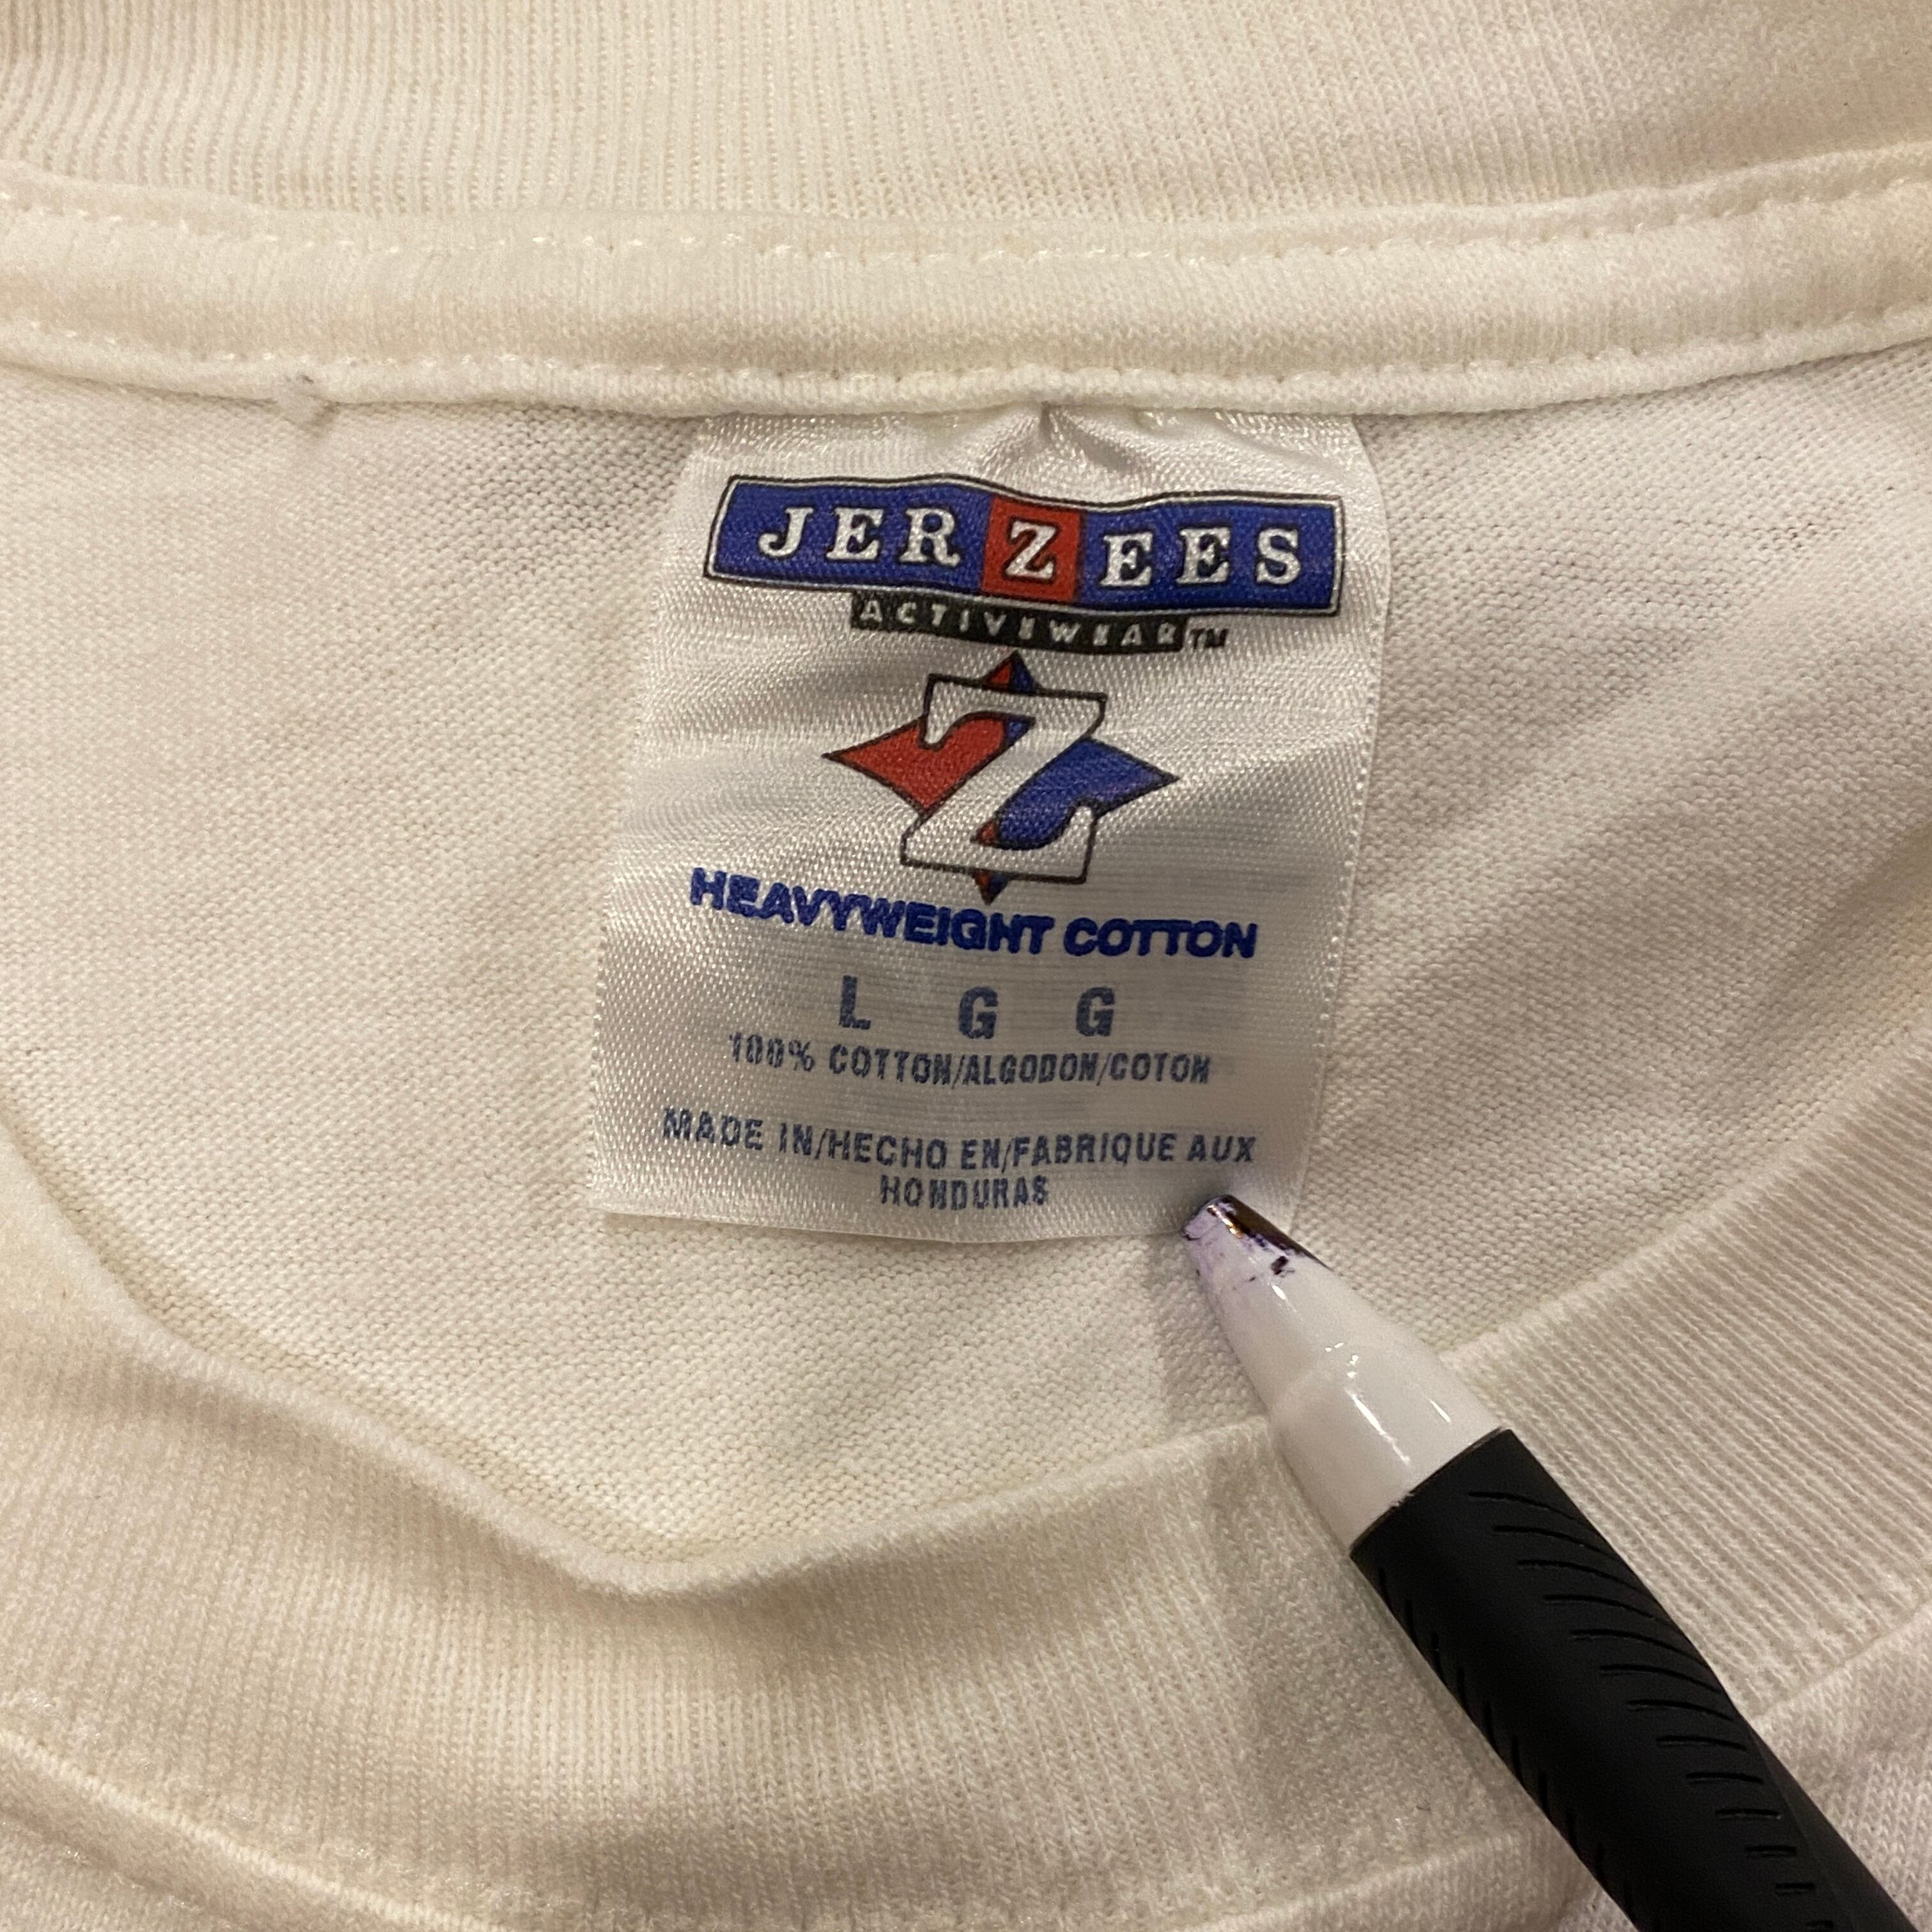 JERZEES
ACTIVEWEAR™
Z
HEAVYWEIGHT COTTON
L G G
100% COTTON/ALGODON/COTON
MADE IN/HECHO EN/FABRIQUE AUX
HONDURAS